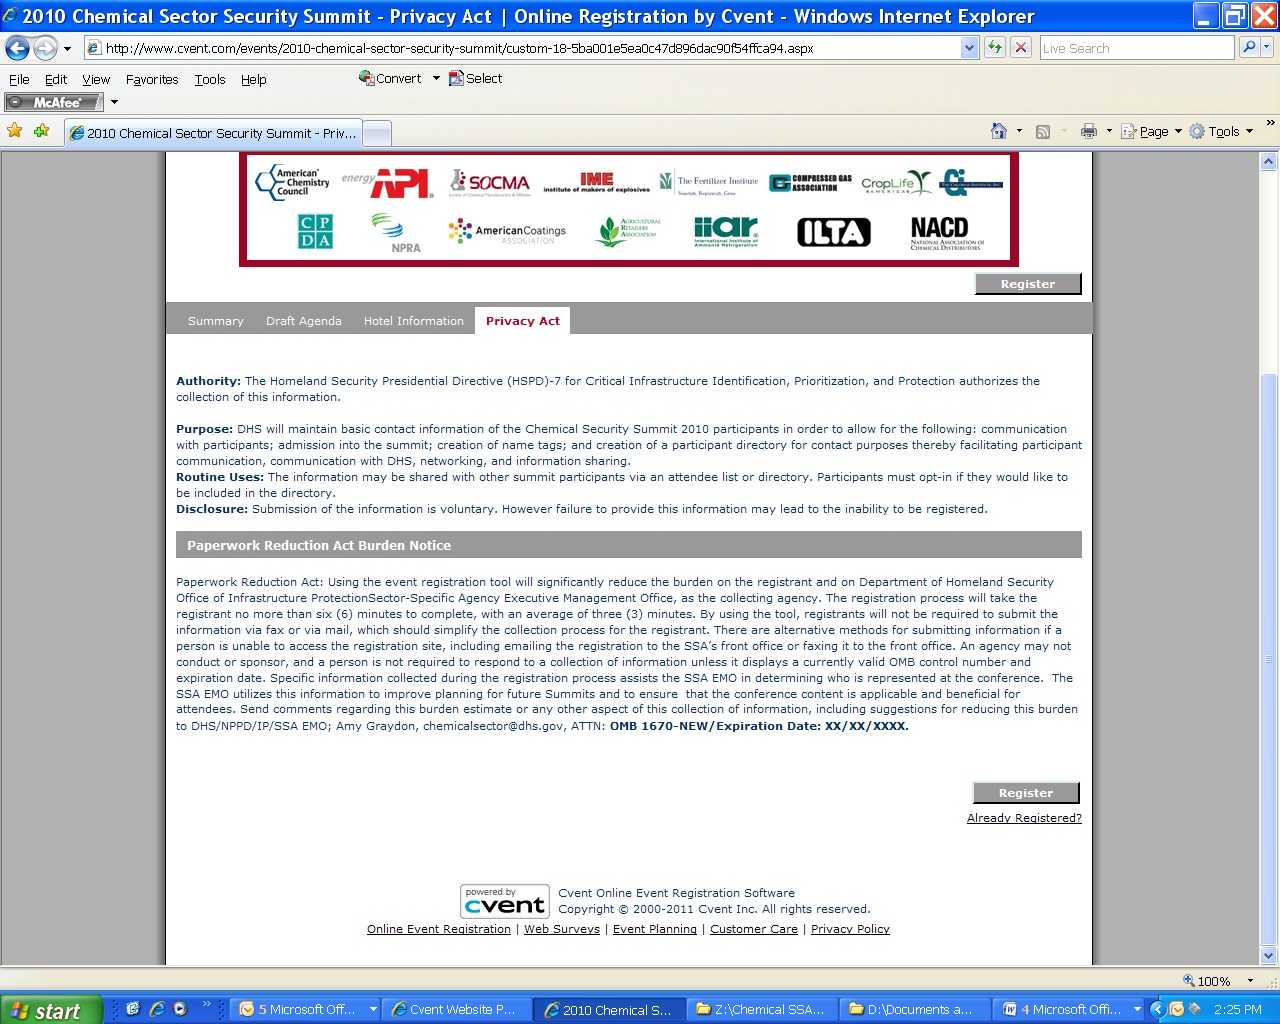 2010 Chemical Sector Security Summit - Privacy Act | Online Registration by Cvent - Windows Internet Explorer
http://www.cvent.com/events/2010-chemical-sector-security-summit/custom-18-5ba001e5ea0c47d896dac90f54ffca94.aspx
Live Search
File Edit View Favorites Tools Help Convert Select
McAfee
2010 Chemical Sector Security Summit - Priv...
Page Tools
American Chemistry Council
energy API
SOCMA
IME
institute of makers of explosives
The Fertilizer Institute
Nourish, Replenish, Grow
COMPRESSED GAS ASSOCIATION
CropLife
AMERICA
CPDA
NPRA
AmericanCoatings
ASSOCIATION
AGRICULTURAL RETAILERS ASSOCIATION
iiar
International Institute of Ammonia Refrigeration
ILTA
NACD
NATIONAL ASSOCIATION OF CHEMICAL DISTRIBUTORS
Register
Summary Draft Agenda Hotel Information Privacy Act
Authority: The Homeland Security Presidential Directive (HSPD)-7 for Critical Infrastructure Identification, Prioritization, and Protection authorizes the
collection of this information.
Purpose: DHS will maintain basic contact information of the Chemical Security Summit 2010 participants in order to allow for the following: communication
with participants; admission into the summit; creation of name tags; and creation of a participant directory for contact purposes thereby facilitating participant
communication, communication with DHS, networking, and information sharing.
Routine Uses: The information may be shared with other summit participants via an attendee list or directory. Participants must opt-in if they would like to
be included in the directory.
Disclosure: Submission of the information is voluntary. However failure to provide this information may lead to the inability to be registered.
Paperwork Reduction Act Burden Notice
Paperwork Reduction Act: Using the event registration tool will significantly reduce the burden on the registrant and on Department of Homeland Security
Office of Infrastructure ProtectionSector-Specific Agency Executive Management Office, as the collecting agency. The registration process will take the
registrant no more than six (6) minutes to complete, with an average of three (3) minutes. By using the tool, registrants will not be required to submit the
information via fax or via mail, which should simplify the collection process for the registrant. There are alternative methods for submitting information if a
person is unable to access the registration site, including emailing the registration to the SSA's front office or faxing it to the front office. An agency may not
conduct or sponsor, and a person is not required to respond to a collection of information unless it displays a currently valid OMB control number and
expiration date. Specific information collected during the registration process assists the SSA EMO in determining who is represented at the conference. The
SSA EMO utilizes this information to improve planning for future Summits and to ensure that the conference content is applicable and beneficial for
attendees. Send comments regarding this burden estimate or any other aspect of this collection of information, including suggestions for reducing this burden
to DHS/NPPD/IP/SSA EMO; Amy Graydon, chemicalsector@dhs.gov, ATTN: OMB 1670-NEW/Expiration Date: XX/XX/XXXX.
Register
Already Registered?
powered by cvent
Cvent Online Event Registration Software
Copyright © 2000-2011 Cvent Inc. All rights reserved.
Online Event Registration | Web Surveys | Event Planning | Customer Care | Privacy Policy
100%
start 5 Microsoft Off... Cvent Website P... 2010 Chemical S... Z:\Chemical SSA... D:\Documents a... 4 Microsoft Offi... 2:25 PM